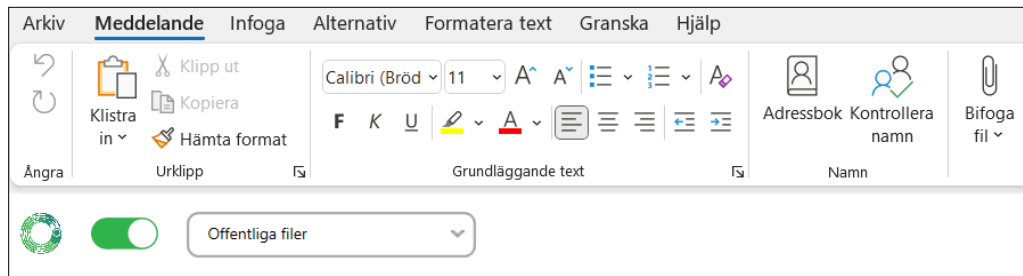 Arkiv Meddelande Infoga Alternativ Formatera text Granska Hjälp
Klistra in
Klipp ut
Kopiera
Hämta format
Calibri (Bröd 11 A A A
F K U A
Adressbok Kontrollera namn
Bifoga fil
Ångra Urklipp Grundläggande text Namn
Offentliga filer